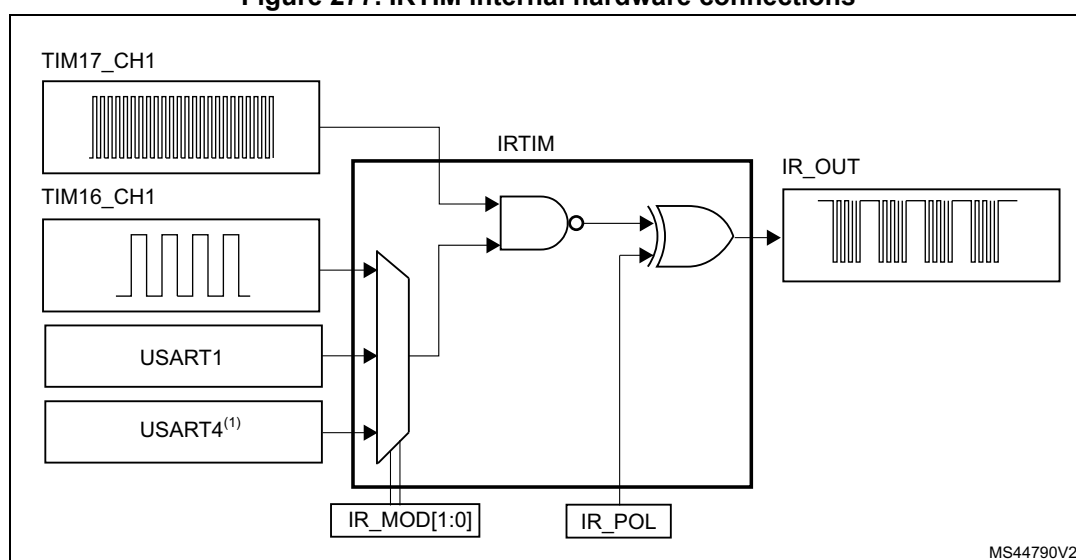 Figure 277. IRTIM internal hardware connections
TIM17_CH1
IRTIM
IR_OUT
TIM16_CH1
USART1
USART4(1)
IR_MOD[1:0]
IR_POL
MS44790V2